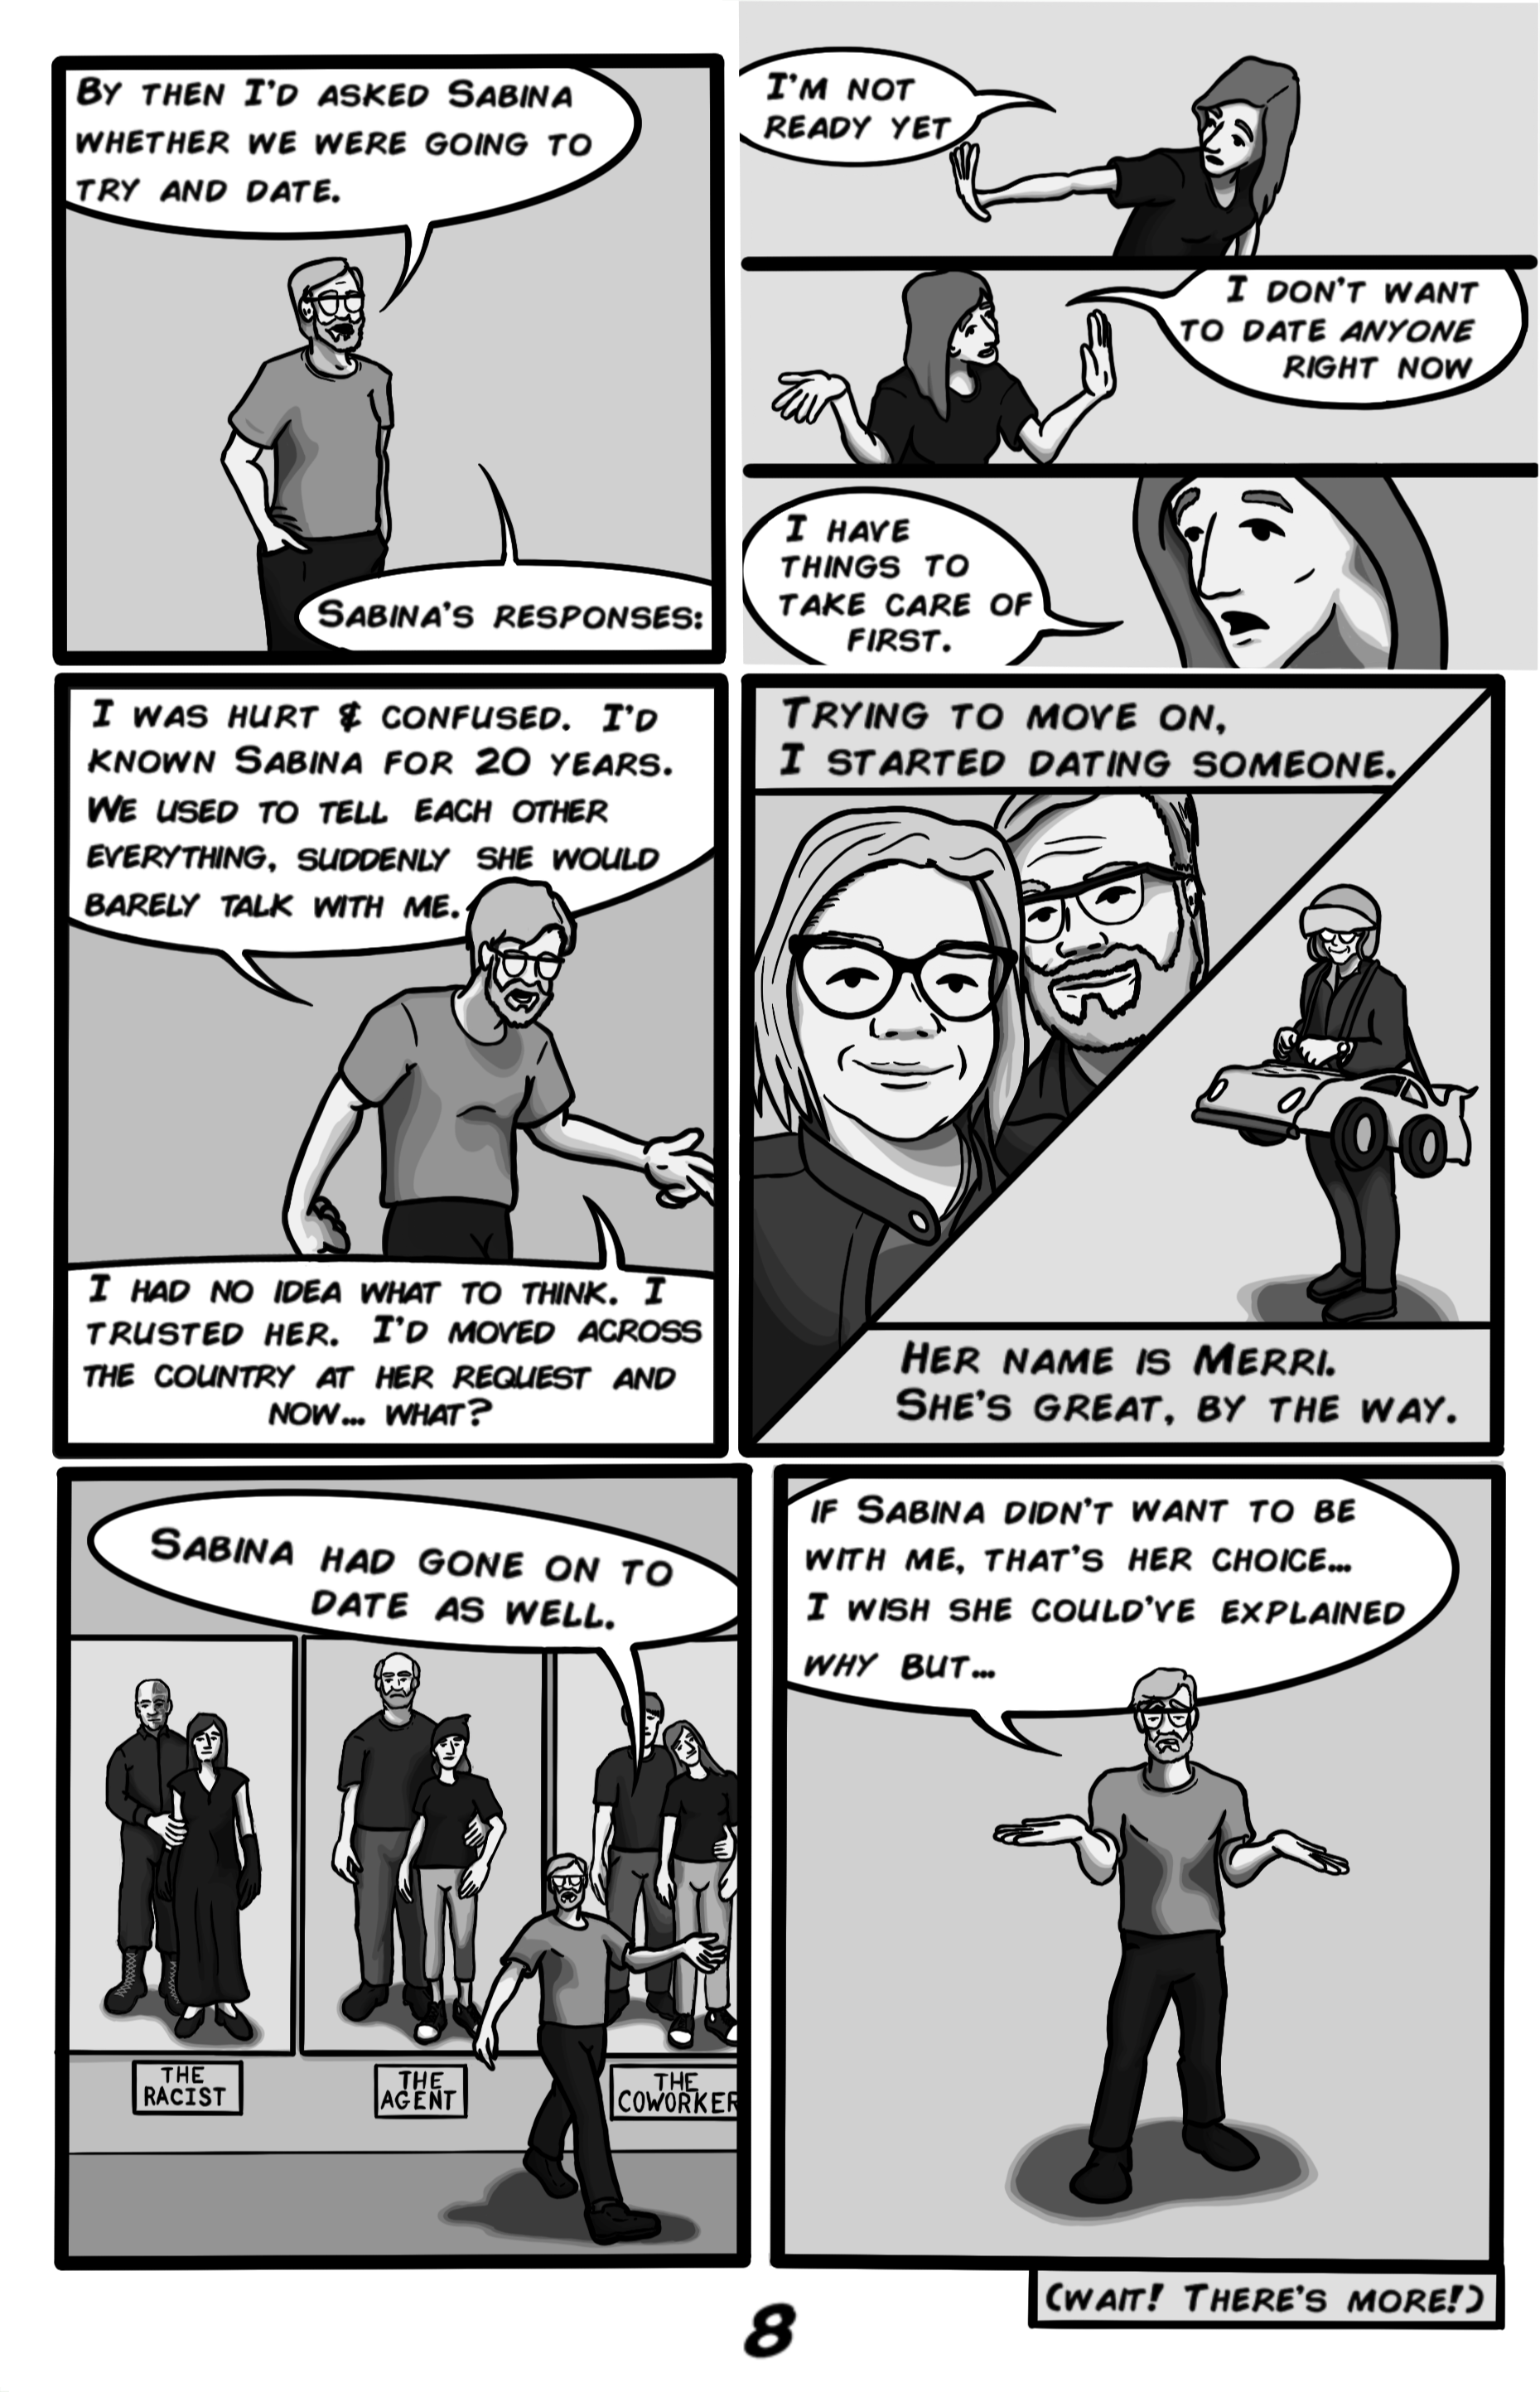 By then I'd asked Sabina
whether we were going to
try and date.
Sabina's responses:
I'm not
ready yet
I don't want
to date anyone
right now
I have
things to
take care of
first.
I was hurt & confused. I'd
known Sabina for 20 years.
We used to tell each other
everything, suddenly she would
barely talk with me.
I had no idea what to think. I
trusted her. I'd moved across
the country at her request and
now... what?
Trying to move on,
I started dating someone.
Her name is Merri.
She's great, by the way.
Sabina had gone on to
date as well.
THE
RACIST
THE
AGENT
THE
COWORKER
if Sabina didn't want to be
with me, that's her choice...
I wish she could've explained
why but...
(wait! There's more!)
8